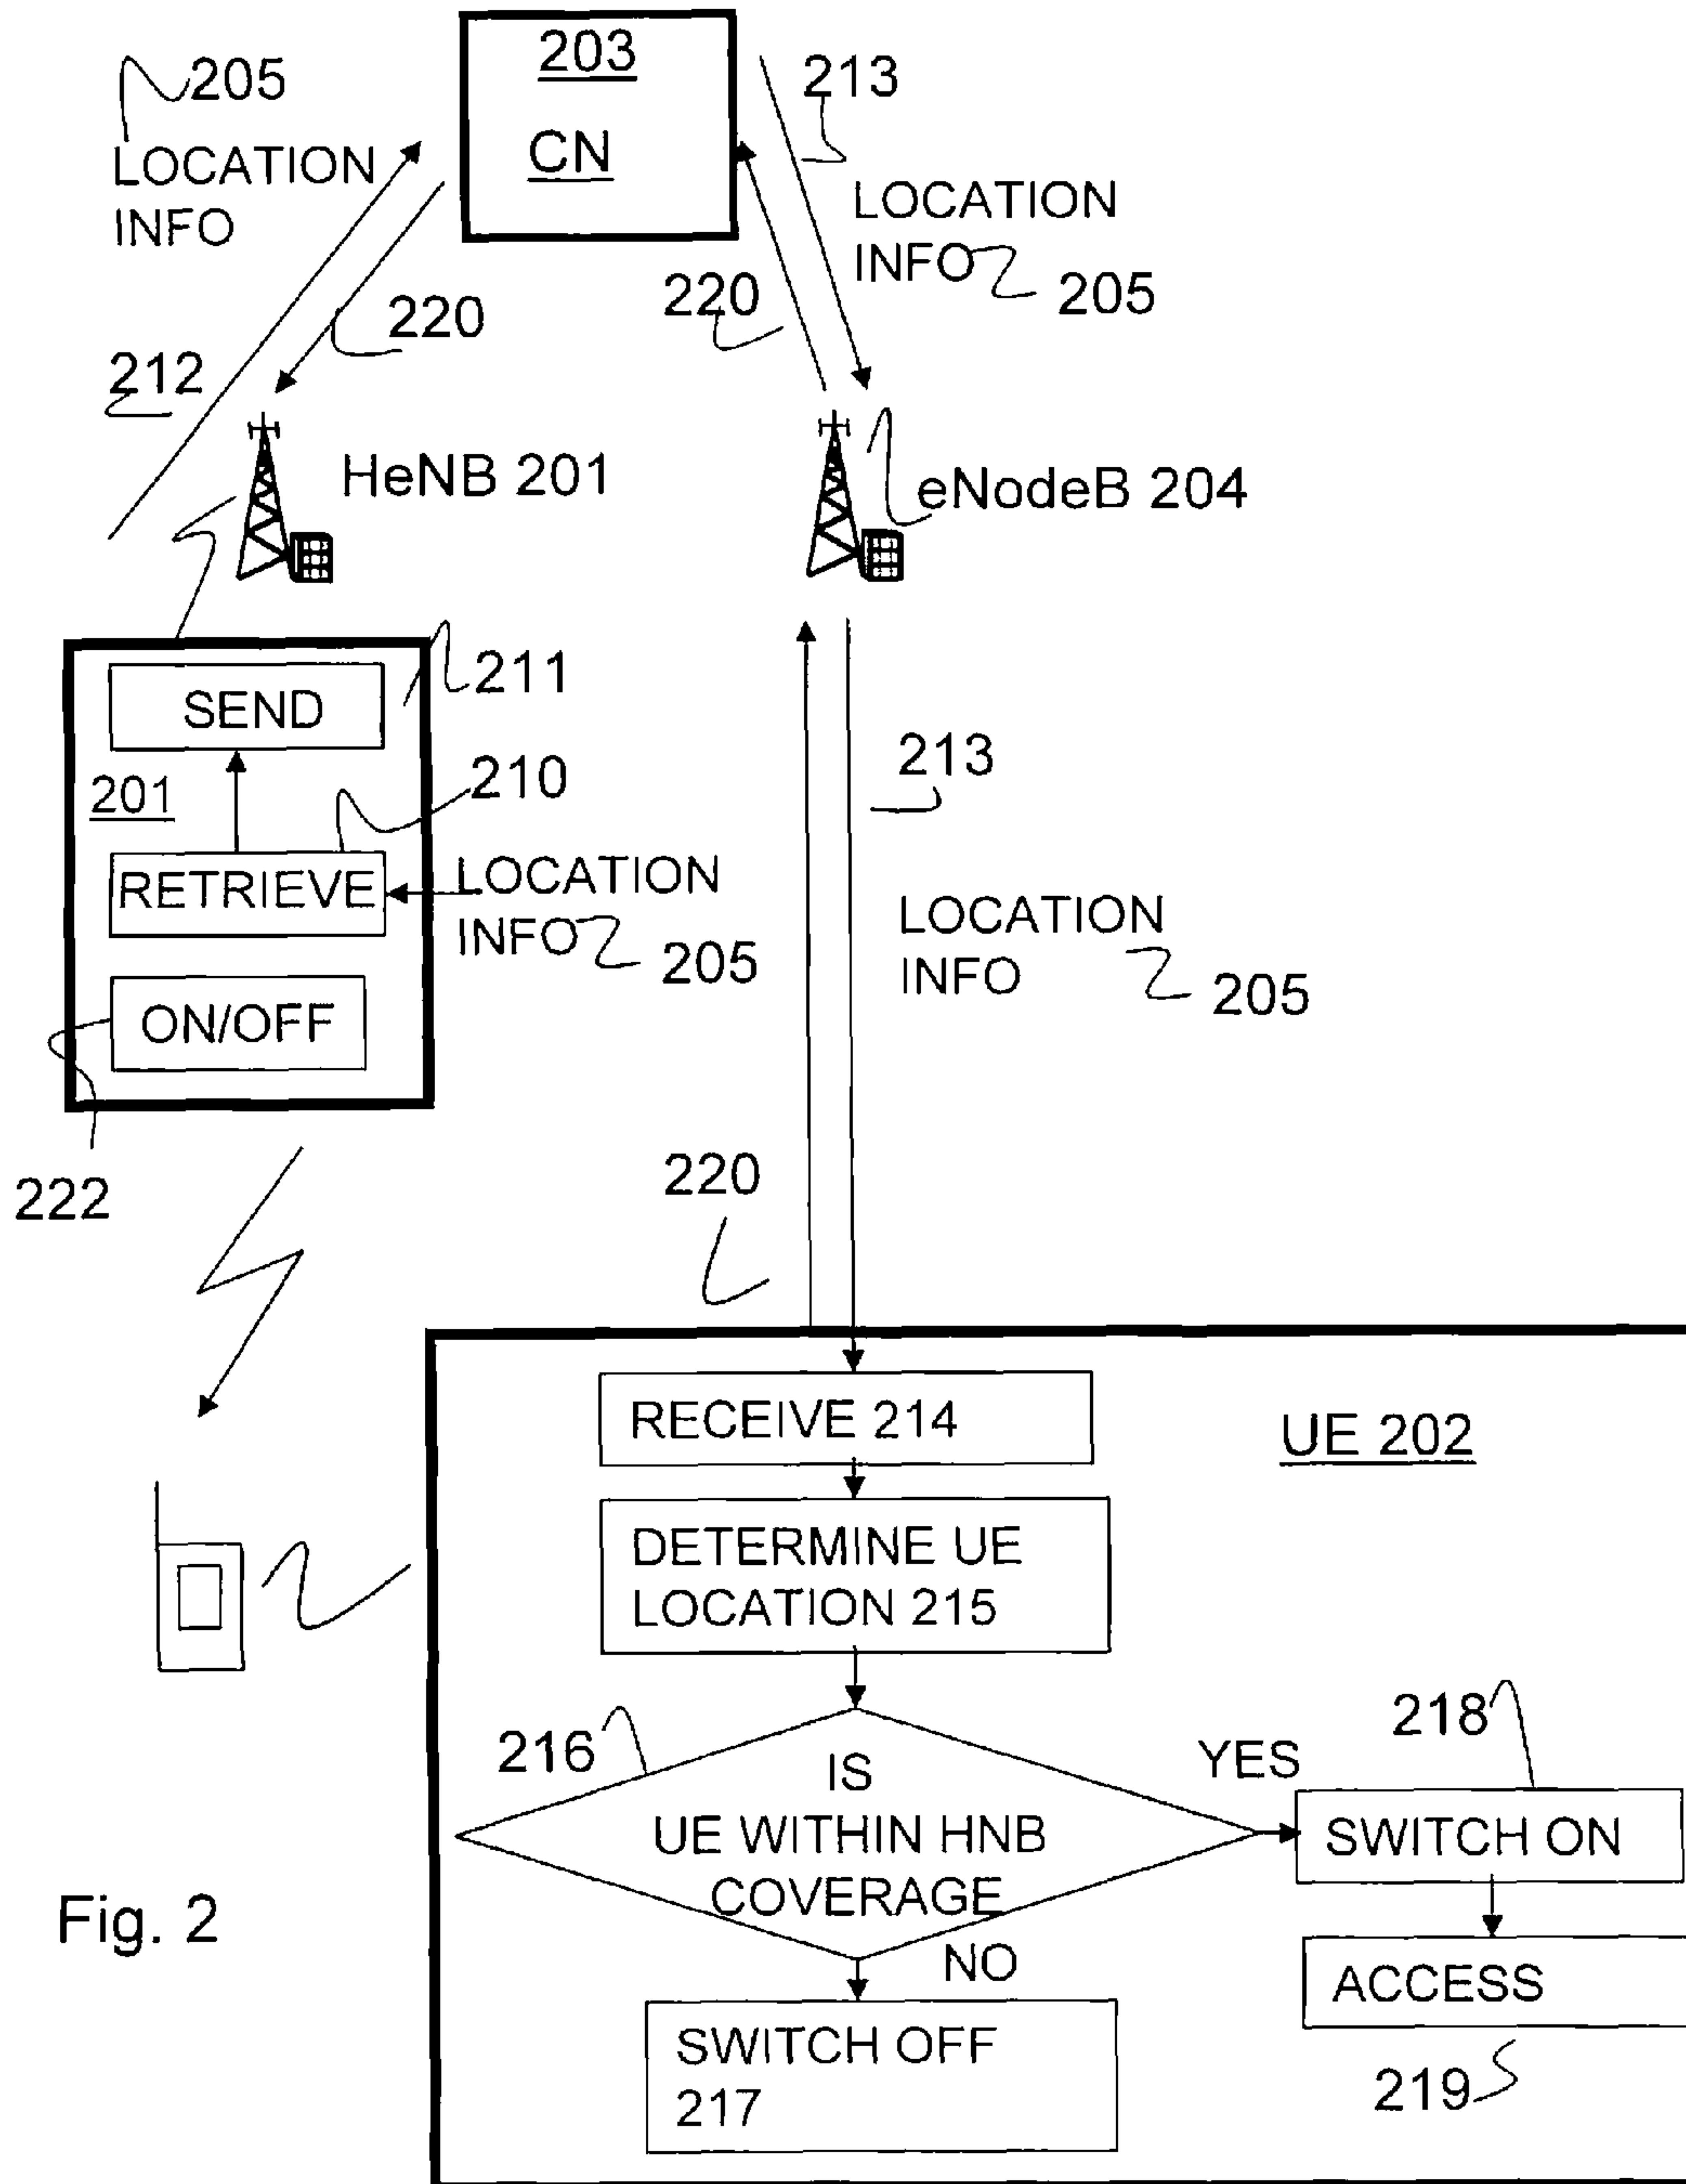 203
CN
205
LOCATION
INFO
213
LOCATION
INFO
205
220
220
212
HeNB 201
eNodeB 204
SEND
211
201
210
RETRIEVE
LOCATION
INFO
205
ON/OFF
222
213
LOCATION
INFO
205
220
RECEIVE 214
UE 202
DETERMINE UE
LOCATION 215
216
IS
UE WITHIN HNB
COVERAGE
YES
218
SWITCH ON
NO
ACCESS
219
SWITCH OFF
217
Fig. 2